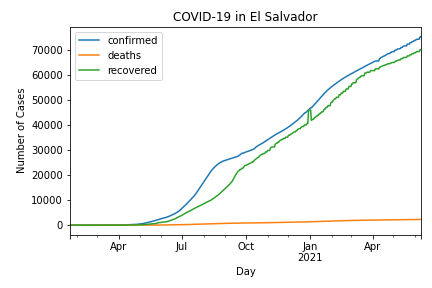 COVID-19 in El Salvador
confirmed
deaths
recovered
Number of Cases
70000
60000
50000
40000
30000
20000
10000
0
Apr
Jul
Oct
Jan
2021
Apr
Day